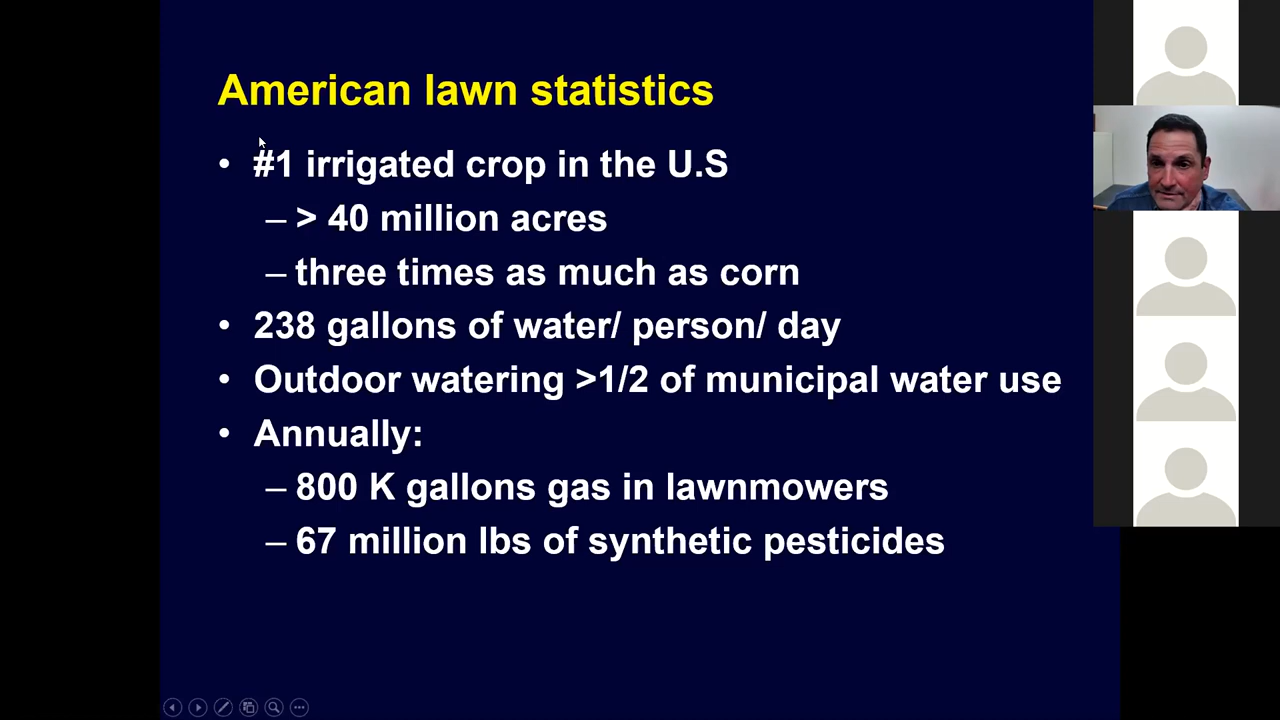 American lawn statistics
• #1 irrigated crop in the U.S
– > 40 million acres
– three times as much as corn
• 238 gallons of water/ person/ day
• Outdoor watering >1/2 of municipal water use
• Annually:
– 800 K gallons gas in lawnmowers
– 67 million lbs of synthetic pesticides